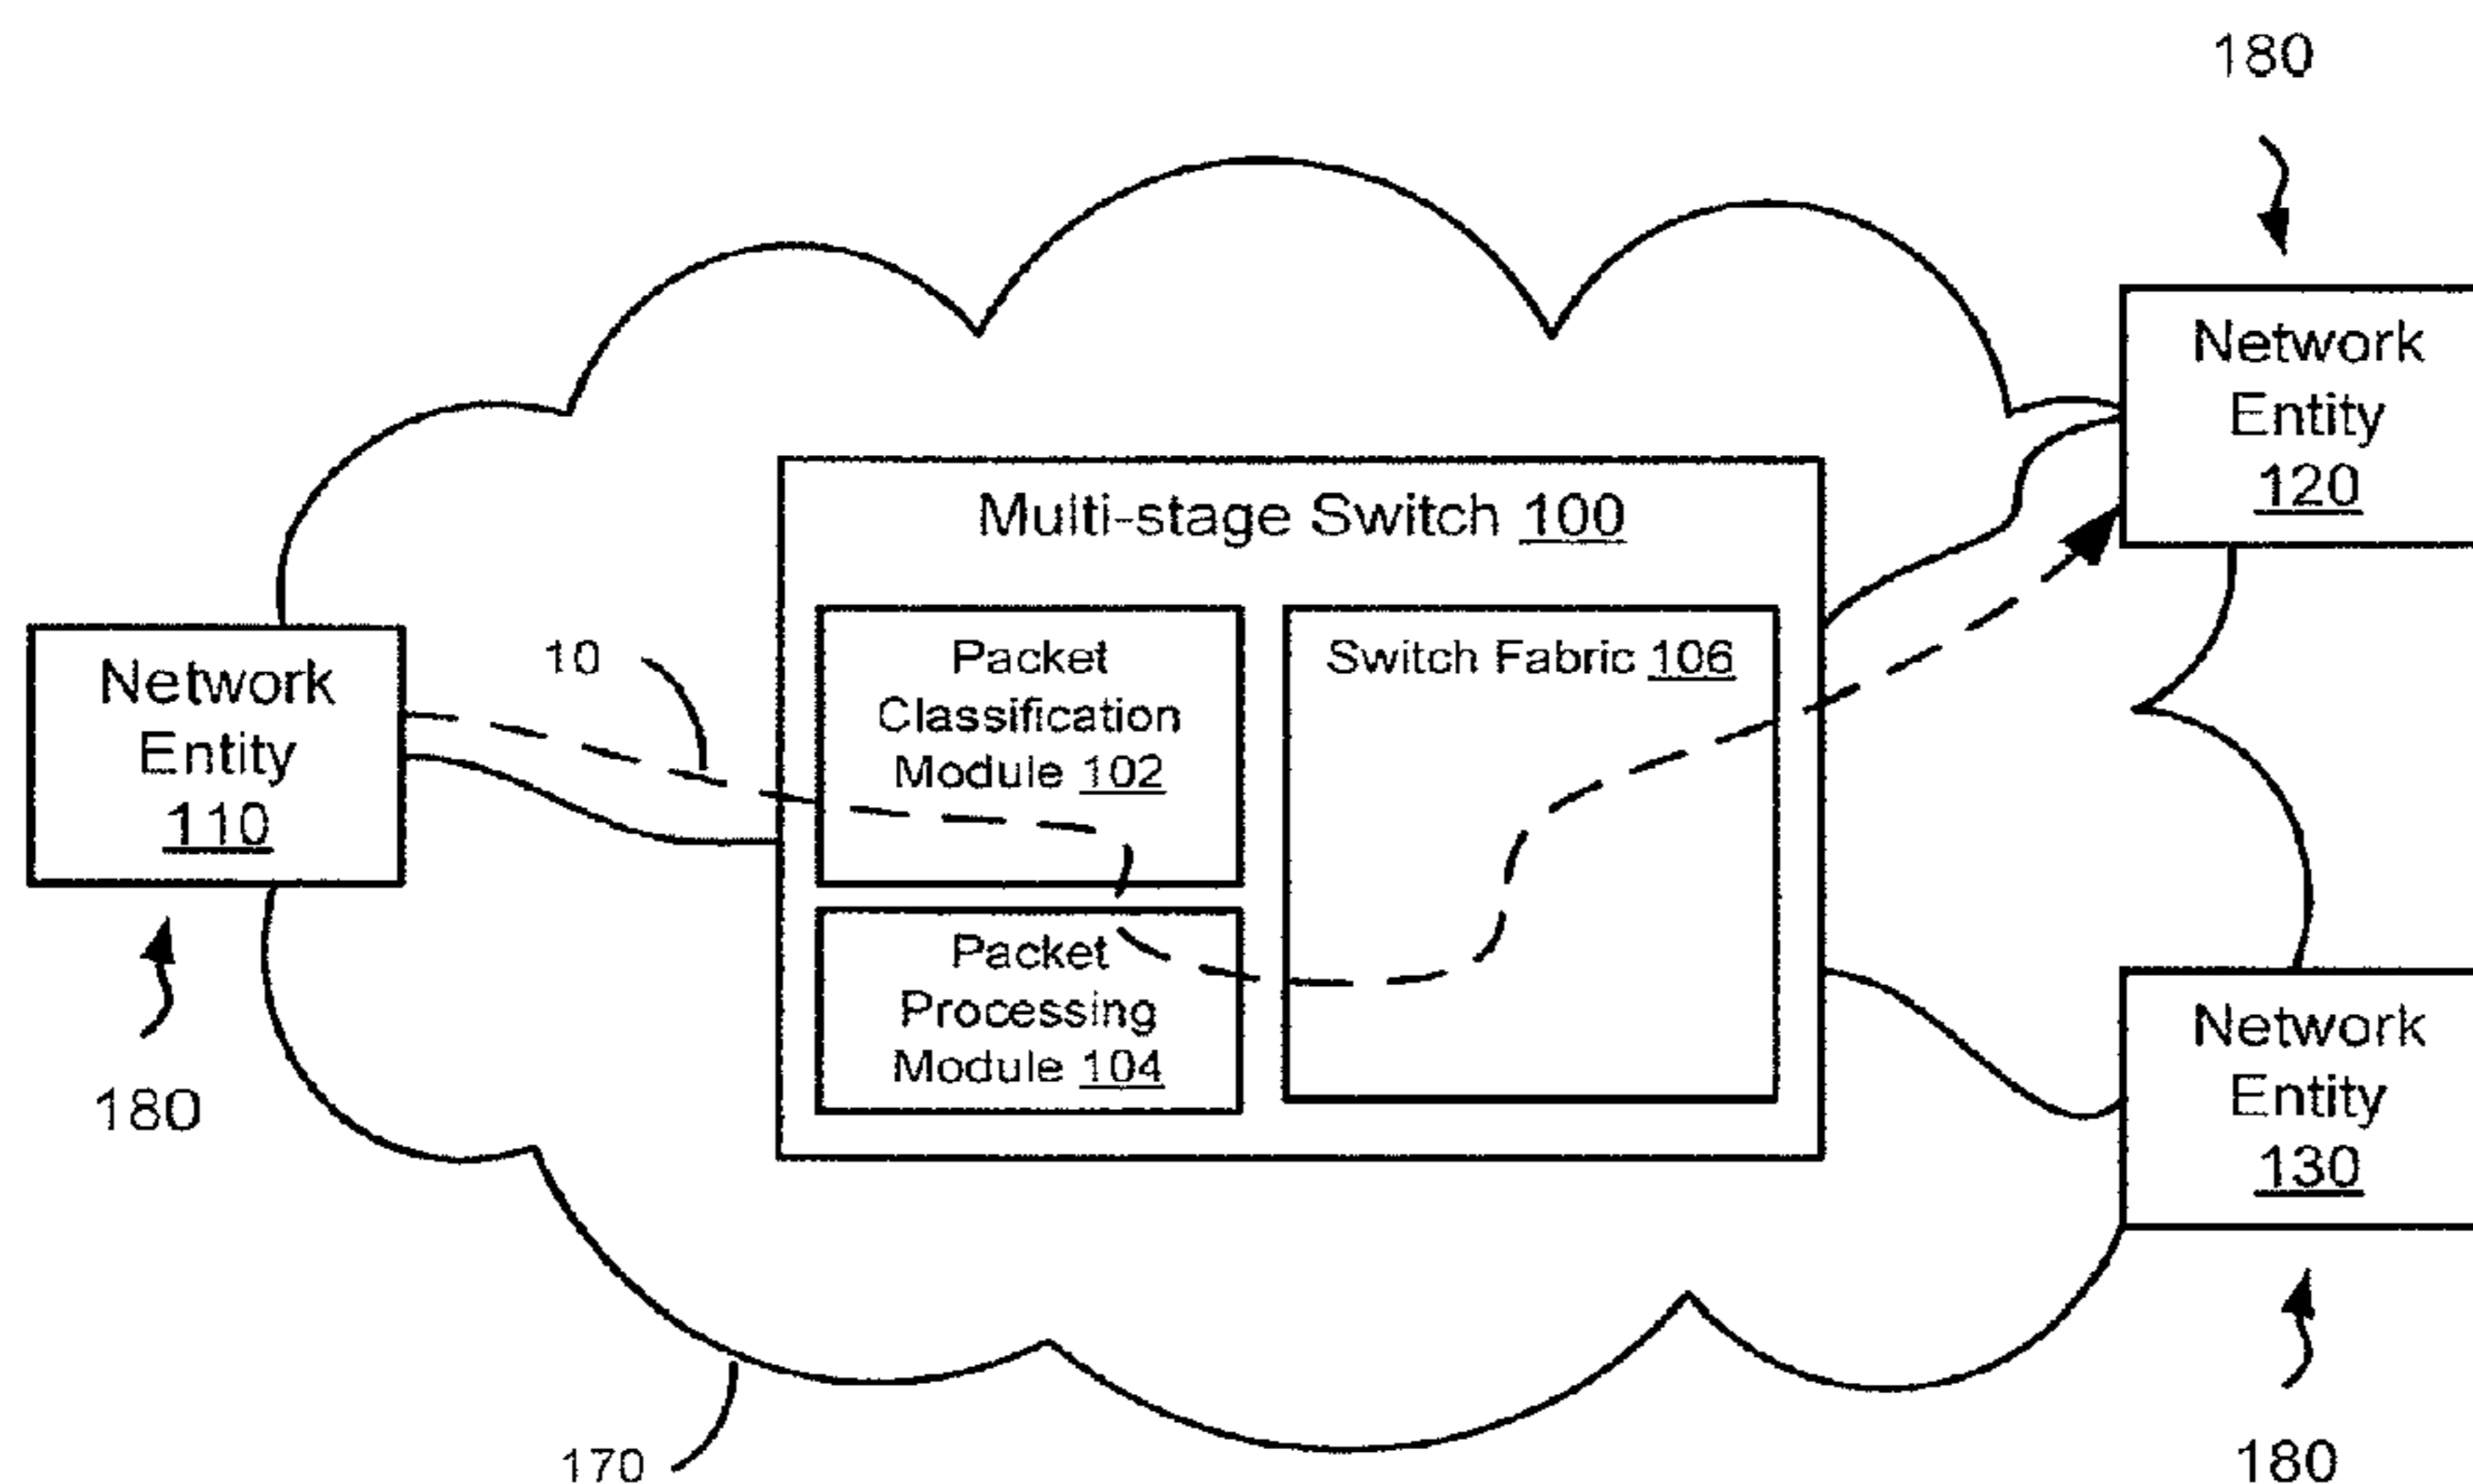 180
Network
Entity
120
Multi-stage Switch 100
10
Packet
Classification
Module 102
Switch Fabric 106
Network
Entity
110
Packet
Processing
Module 104
180
Network
Entity
130
170
180